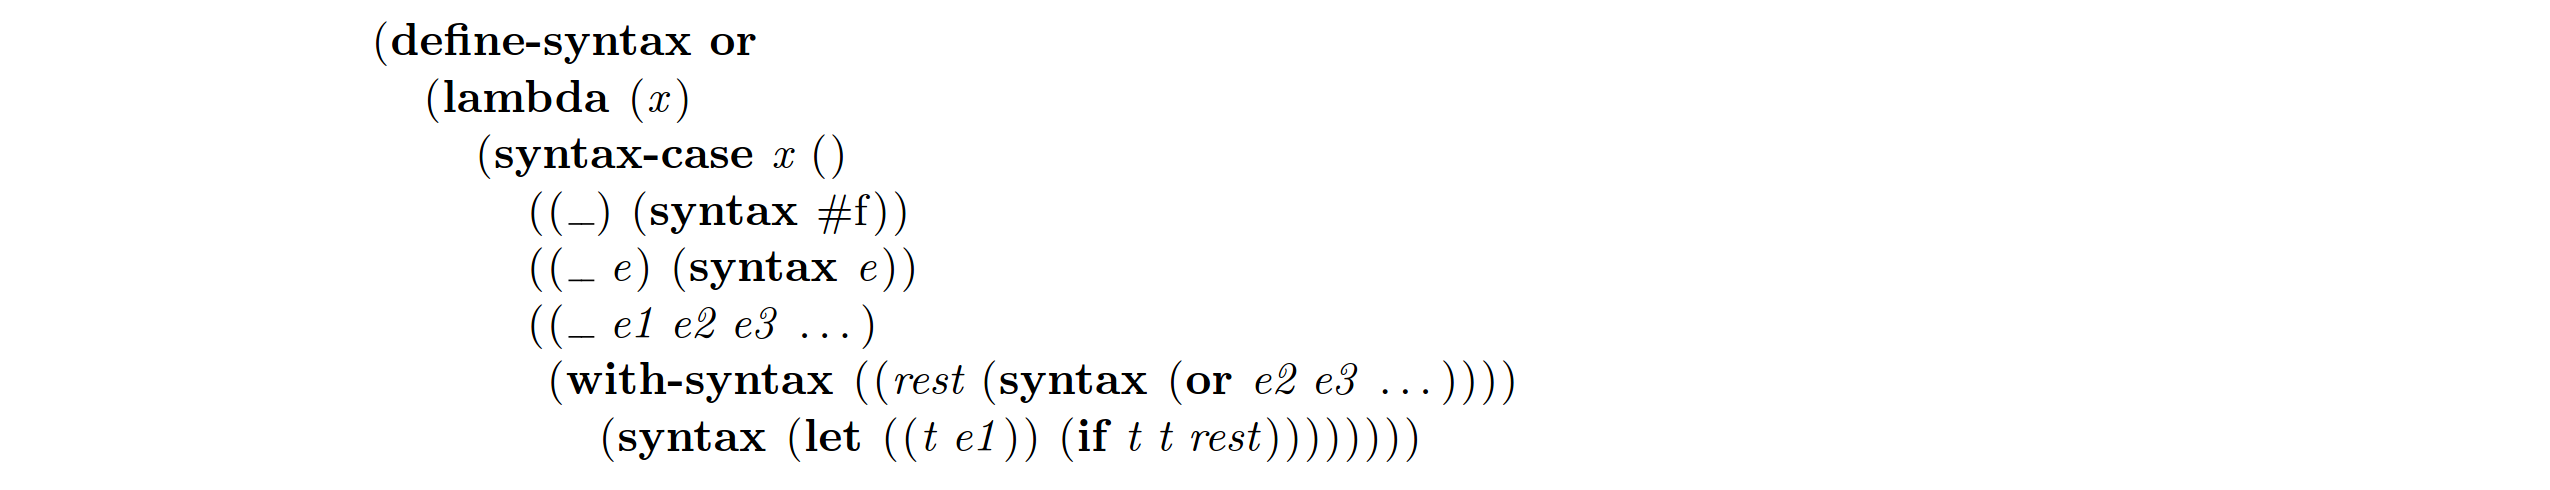 (define-syntax or
(lambda (x)
(syntax-case x ()
((_) (syntax #f))
((_ e) (syntax e))
((_ e1 e2 e3 ...)
(with-syntax ((rest (syntax (or e2 e3 ...))))
(syntax (let ((t e1)) (if t t rest))))))))